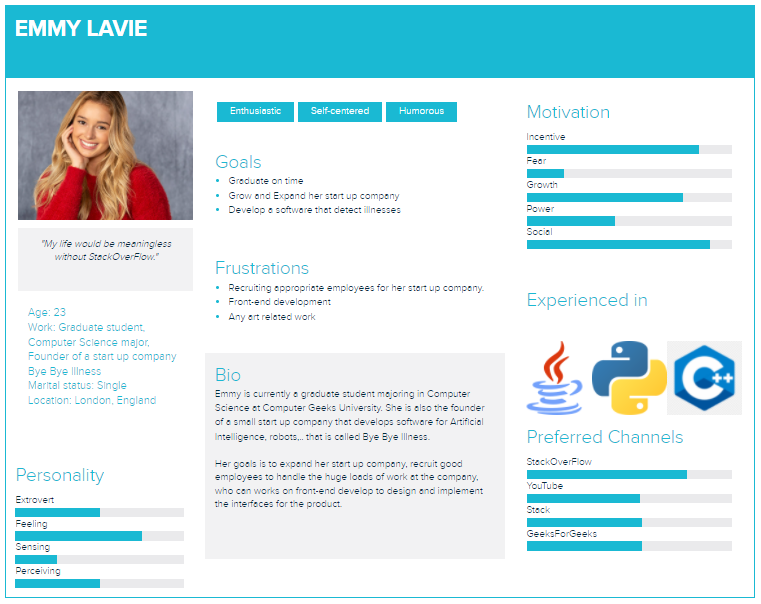 EMMY LAVIE
"My life would be meaningless
without StackOverFlow."
Age: 23
Work: Graduate student,
Computer Science major,
Founder of a start up company
Bye Bye Illness
Marital status: Single
Location: London, England
Personality
Extrovert
Feeling
Sensing
Perceiving
Enthusiastic
Self-centered
Humorous
Goals
Graduate on time
Grow and Expand her start up company
Develop a software that detect illnesses
Frustrations
Recruiting appropriate employees for her start up company.
Front-end development
Any art related work
Bio
Emmy is currently a graduate student majoring in Computer
Science at Computer Geeks University. She is also the founder
of a small start up company that develops software for Artificial
Intelligence, robots,.. that is called Bye Bye Illness.
Her goals is to expand her start up company, recruit good
employees to handle the huge loads of work at the company,
who can works on front-end develop to design and implement
the interfaces for the product.
Motivation
Incentive
Fear
Growth
Power
Social
Experienced in
C++
Preferred Channels
StackOverFlow
YouTube
Stack
GeeksForGeeks